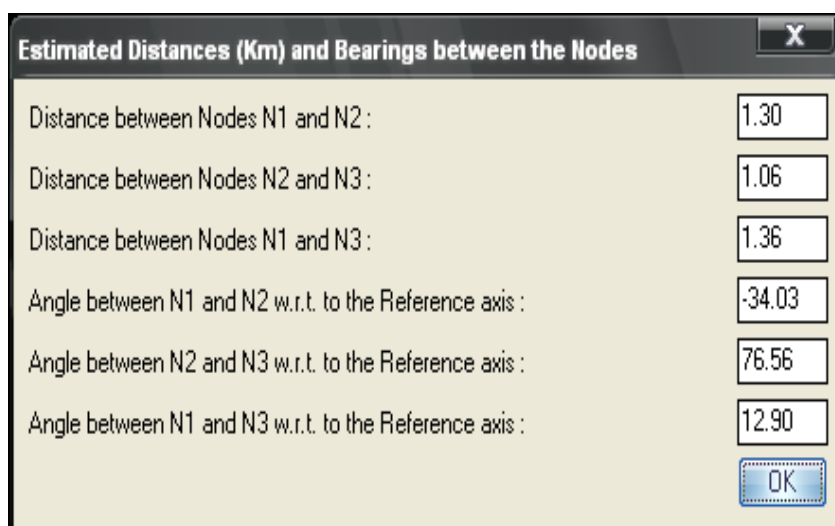 Estimated Distances (Km) and Bearings between the Nodes X
Distance between Nodes N1 and N2 : 1.30
Distance between Nodes N2 and N3 : 1.06
Distance between Nodes N1 and N3 : 1.36
Angle between N1 and N2 w.r.t. to the Reference axis : -34.03
Angle between N2 and N3 w.r.t. to the Reference axis : 76.56
Angle between N1 and N3 w.r.t. to the Reference axis : 12.90
OK